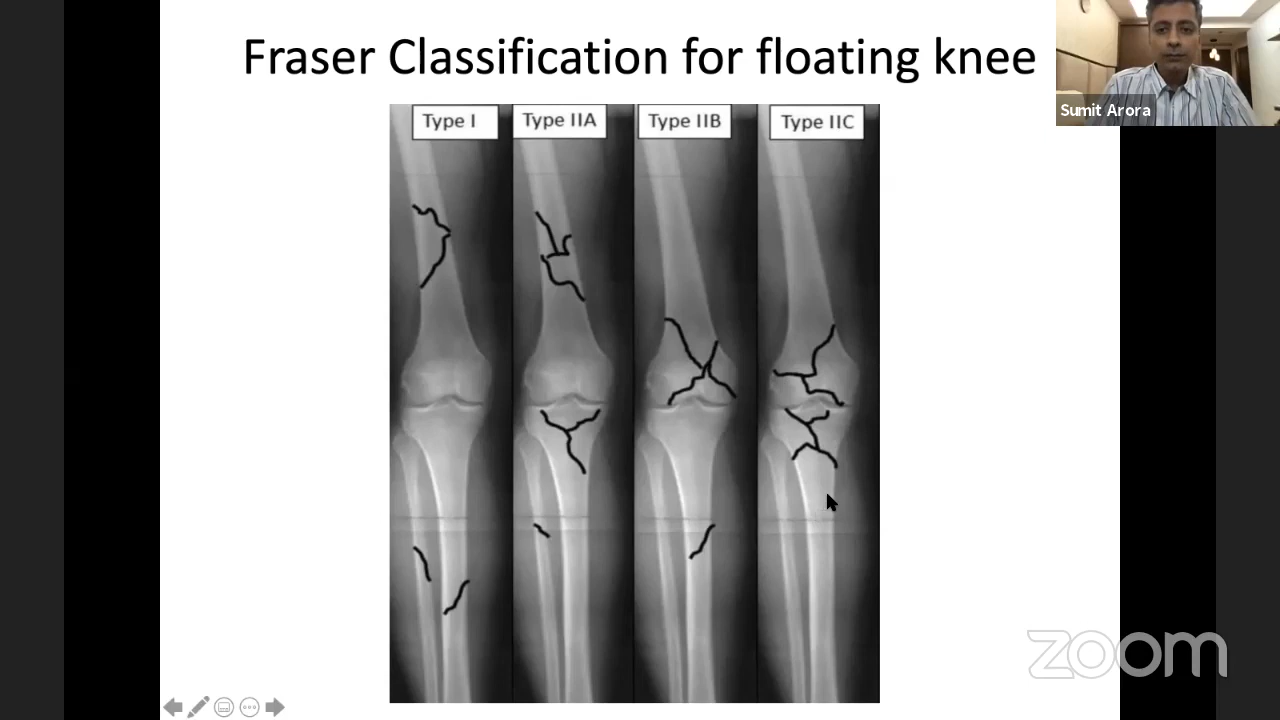 Fraser Classification for floating knee
Sumit Arora
Type I
Type IIA
Type IIB
Type IIC
zoom